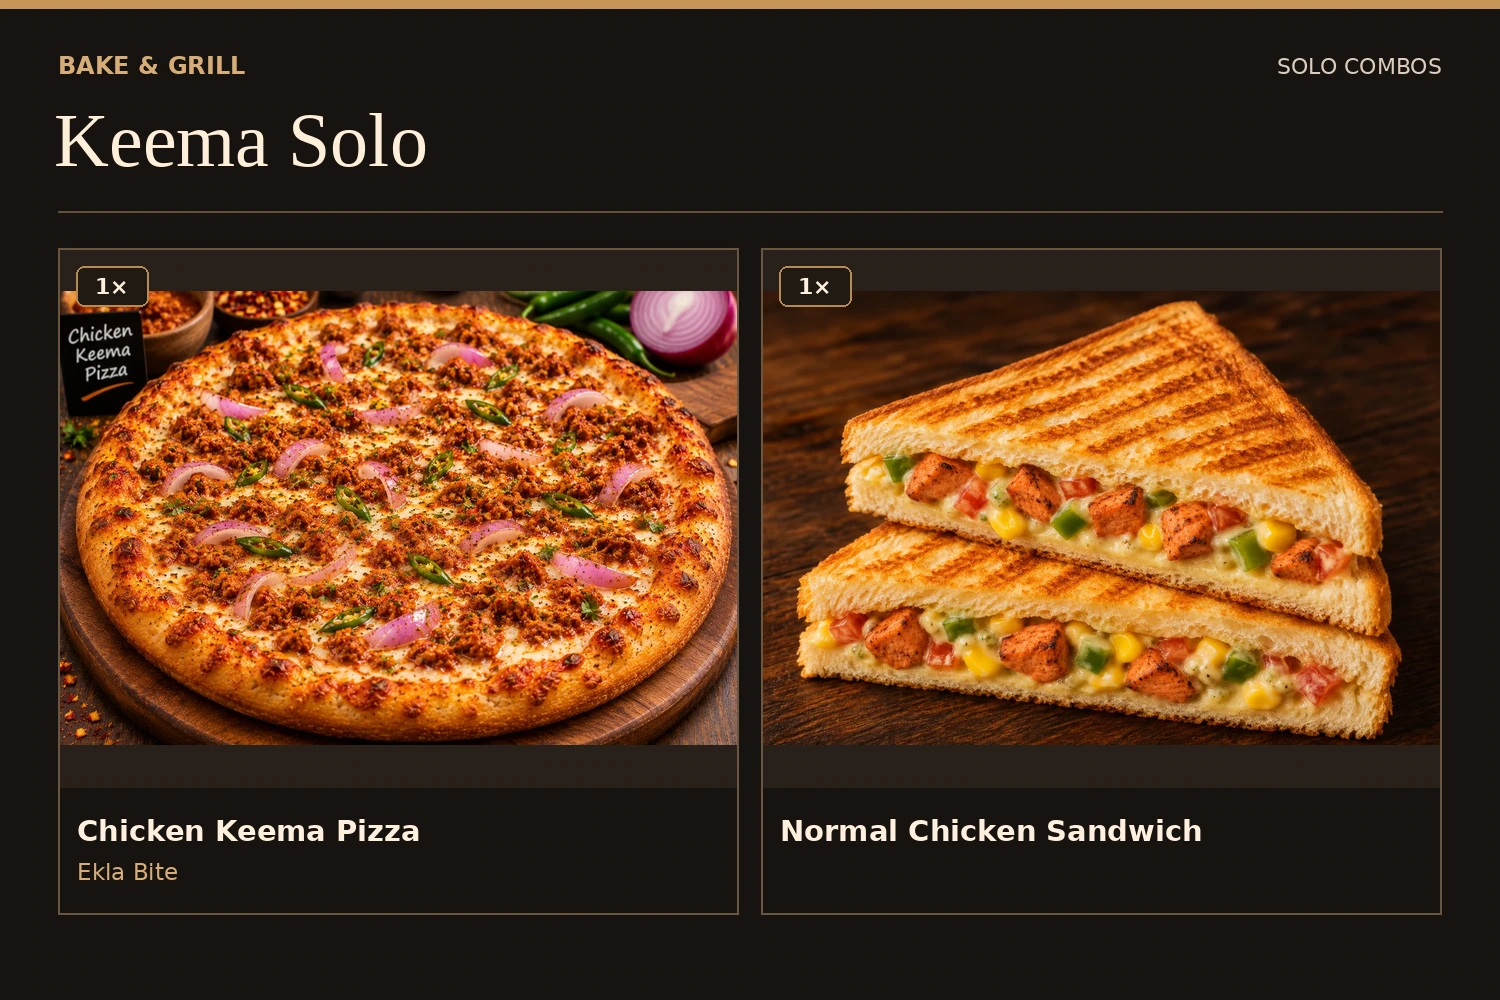 BAKE & GRILL
SOLO COMBOS
Keema Solo
1×
Chicken
Keema
Pizza
Chicken Keema Pizza
Ekla Bite
1×
Normal Chicken Sandwich